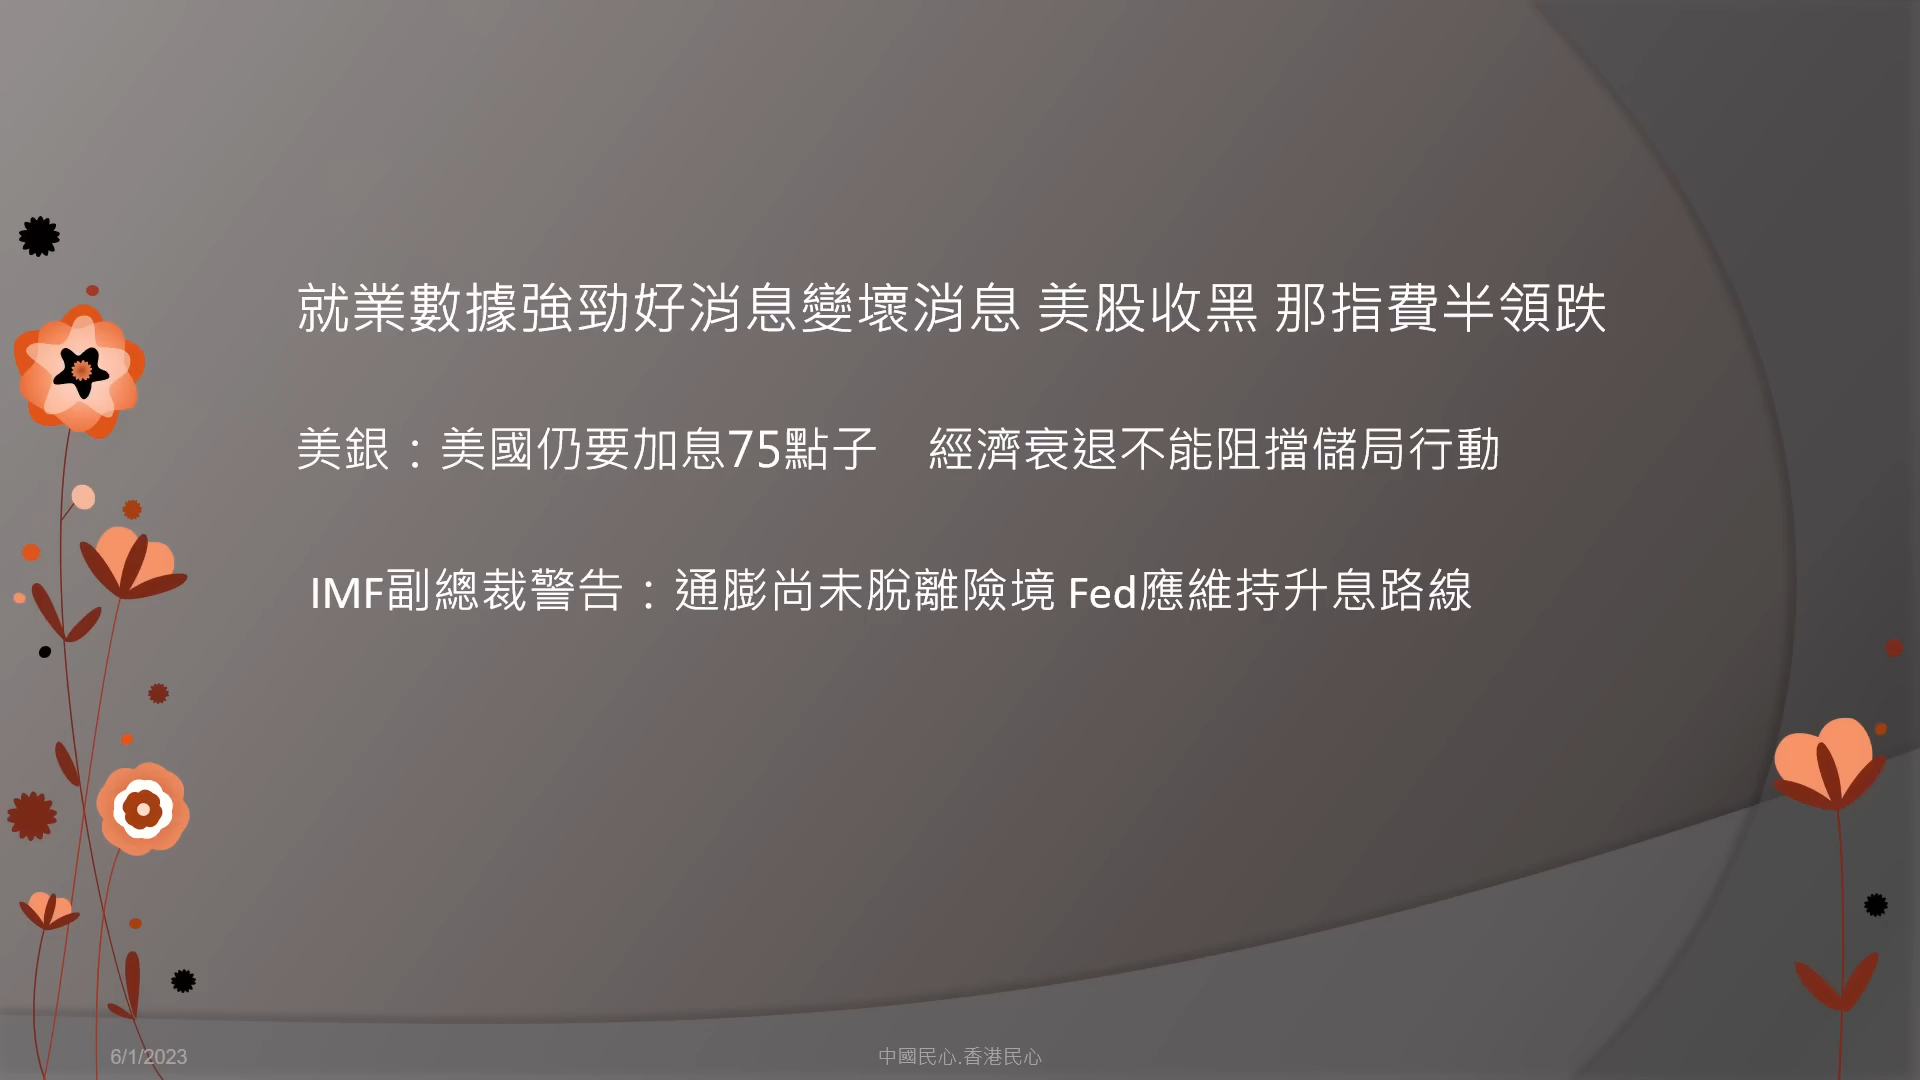 就業數據強勁好消息變壞消息 美股收黑 那指費半領跌
美銀：美國仍要加息75點子　經濟衰退不能阻擋儲局行動
IMF副總裁警告：通膨尚未脫離險境 Fed應維持升息路線
6/1/2023
中國民心.香港民心